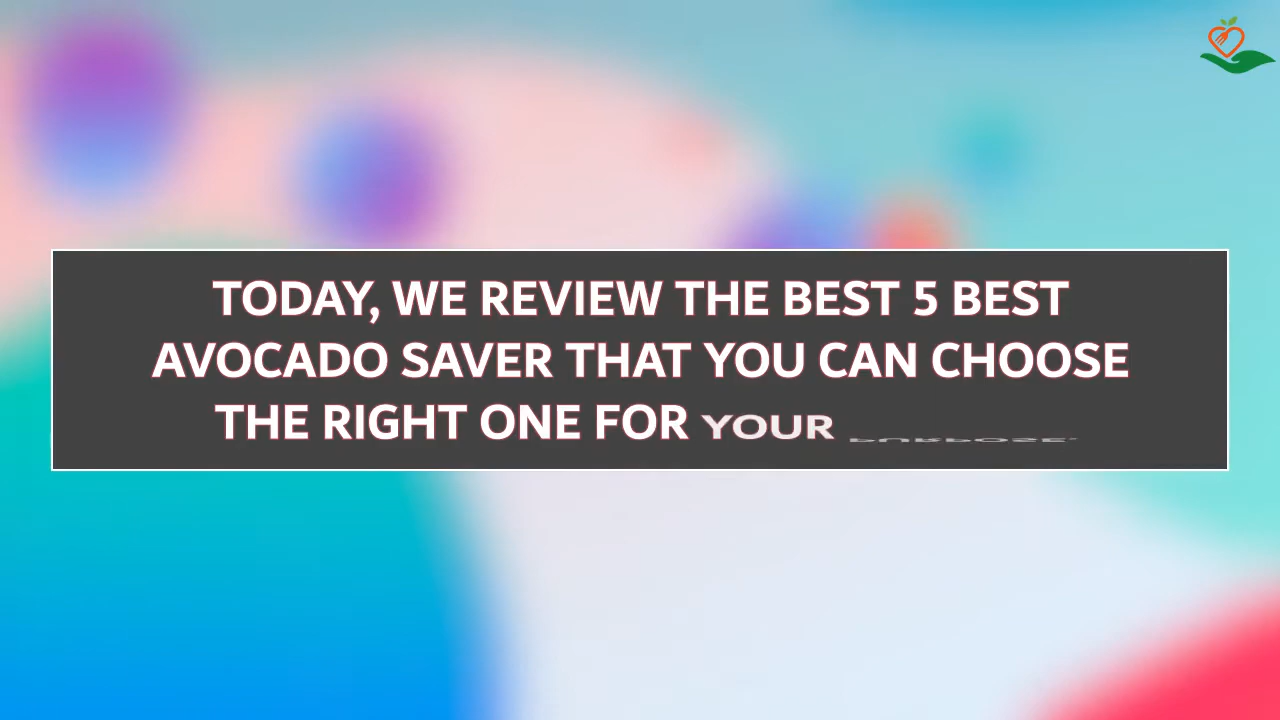 TODAY, WE REVIEW THE BEST 5 BEST
AVOCADO SAVER THAT YOU CAN CHOOSE
THE RIGHT ONE FOR YOUR